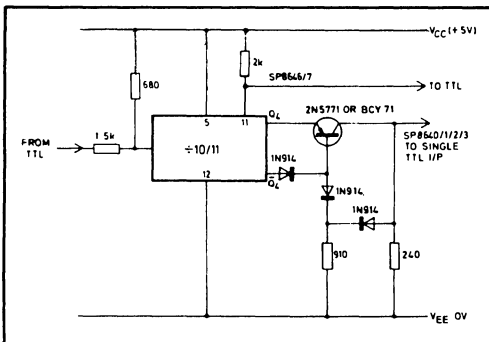 VCC (+5V)
2k
SP8646/7
680
TO TTL
5
11
Q4
2N5771 OR BCY 71
1 5k
FROM
TTL
÷10/11
SP8640/1/2/3
TO SINGLE
TTL I/P
1N914
12
Q̅4
1N914
1N914
910
240
VEE 0V